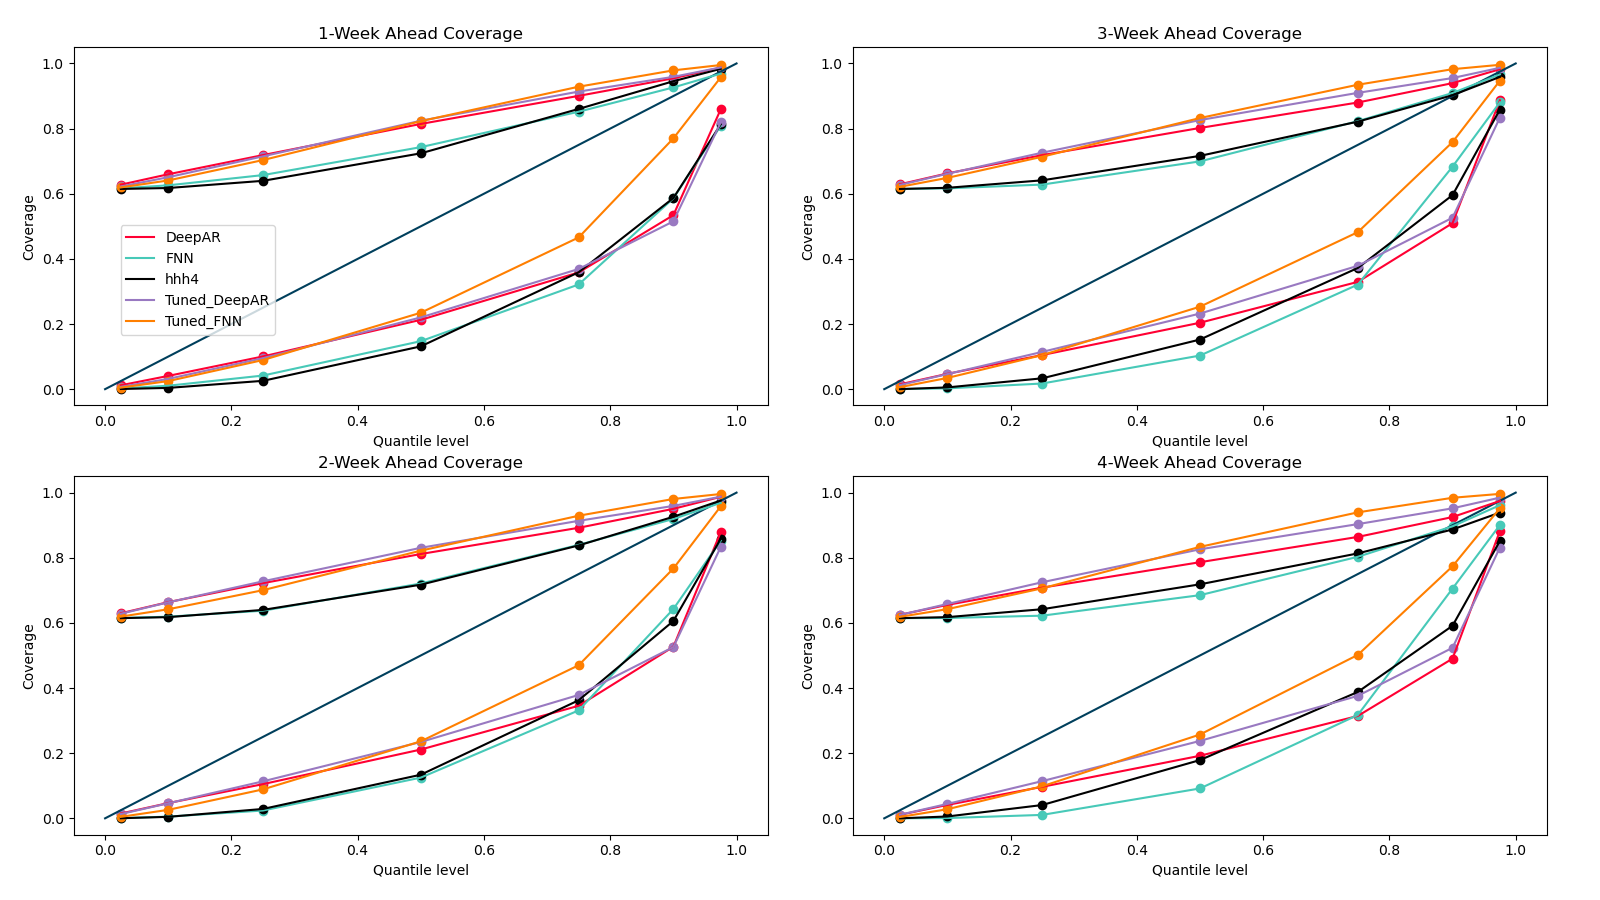 1-Week Ahead Coverage
1.0
0.8
0.6
0.4
0.2
0.0
Coverage
DeepAR
FNN
hhh4
Tuned_DeepAR
Tuned_FNN
0.0 0.2 0.4 0.6 0.8 1.0
Quantile level
3-Week Ahead Coverage
1.0
0.8
0.6
0.4
0.2
0.0
Coverage
0.0 0.2 0.4 0.6 0.8 1.0
Quantile level
2-Week Ahead Coverage
1.0
0.8
0.6
0.4
0.2
0.0
Coverage
0.0 0.2 0.4 0.6 0.8 1.0
Quantile level
4-Week Ahead Coverage
1.0
0.8
0.6
0.4
0.2
0.0
Coverage
0.0 0.2 0.4 0.6 0.8 1.0
Quantile level